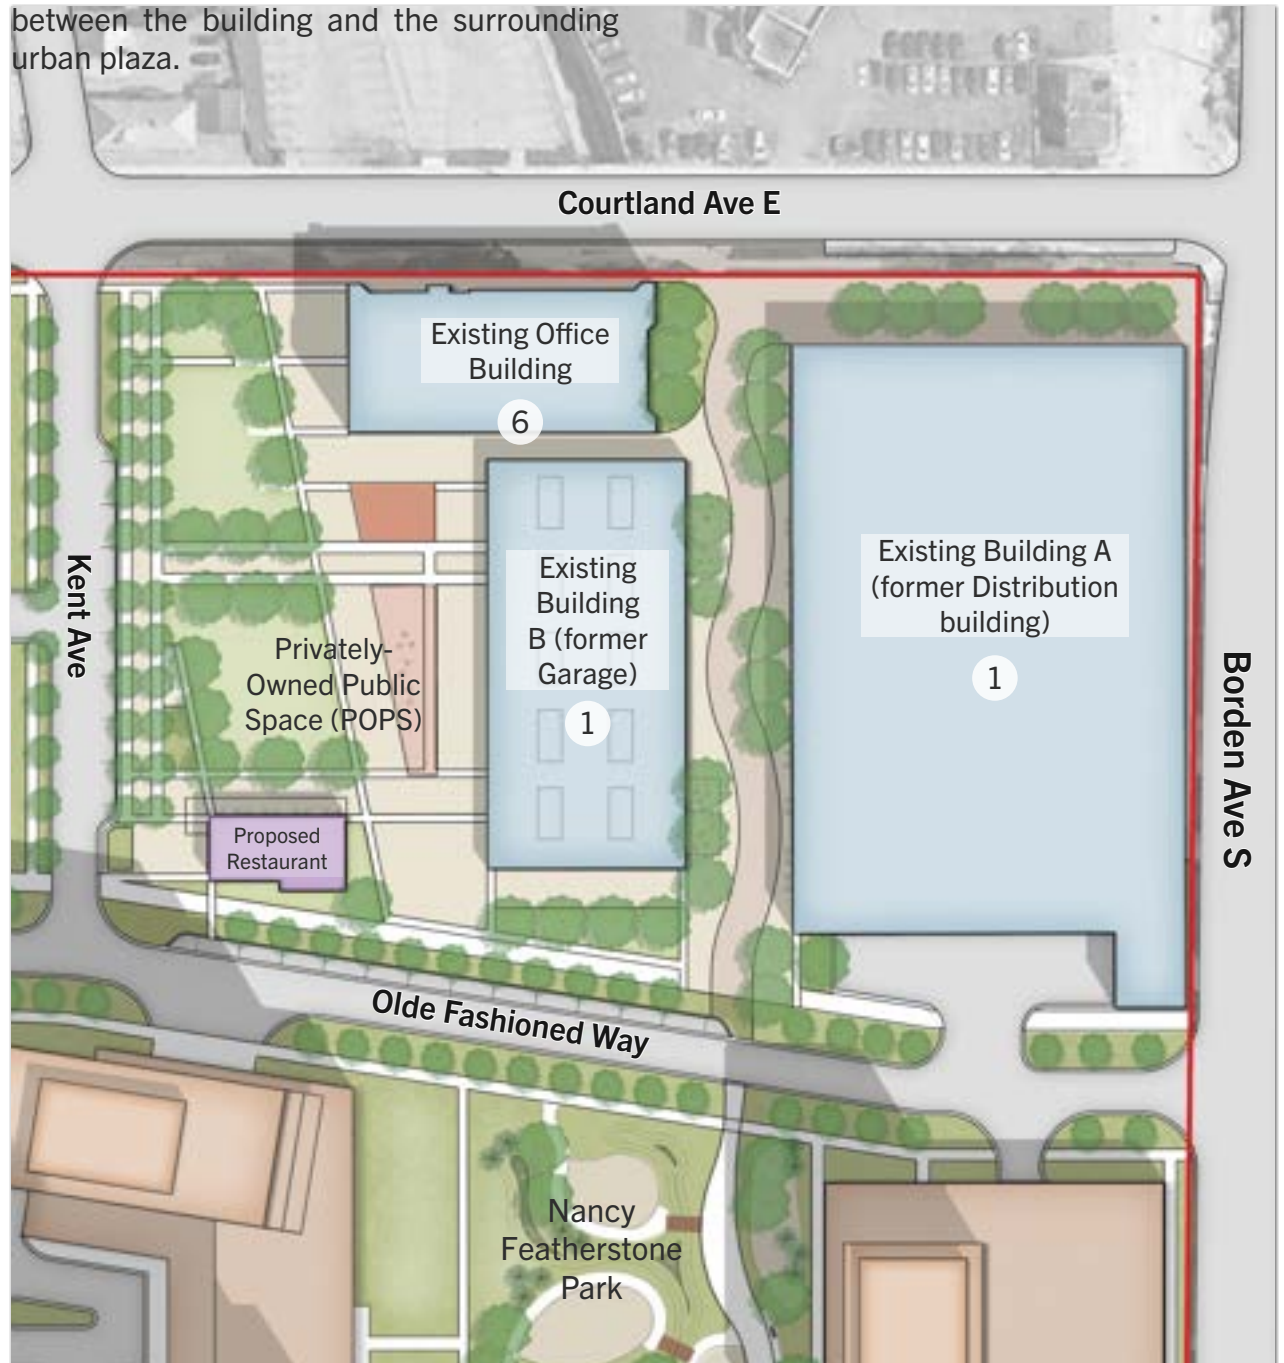 between the building and the surrounding
urban plaza.
Courtland Ave E
Existing Office
Building
6
Existing
Building
B (former
Garage)
1
Existing Building A
(former Distribution
building)
1
Kent Ave
Privately-
Owned Public
Space (POPS)
Borden Ave S
Proposed
Restaurant
Olde Fashioned Way
Nancy
Featherstone
Park